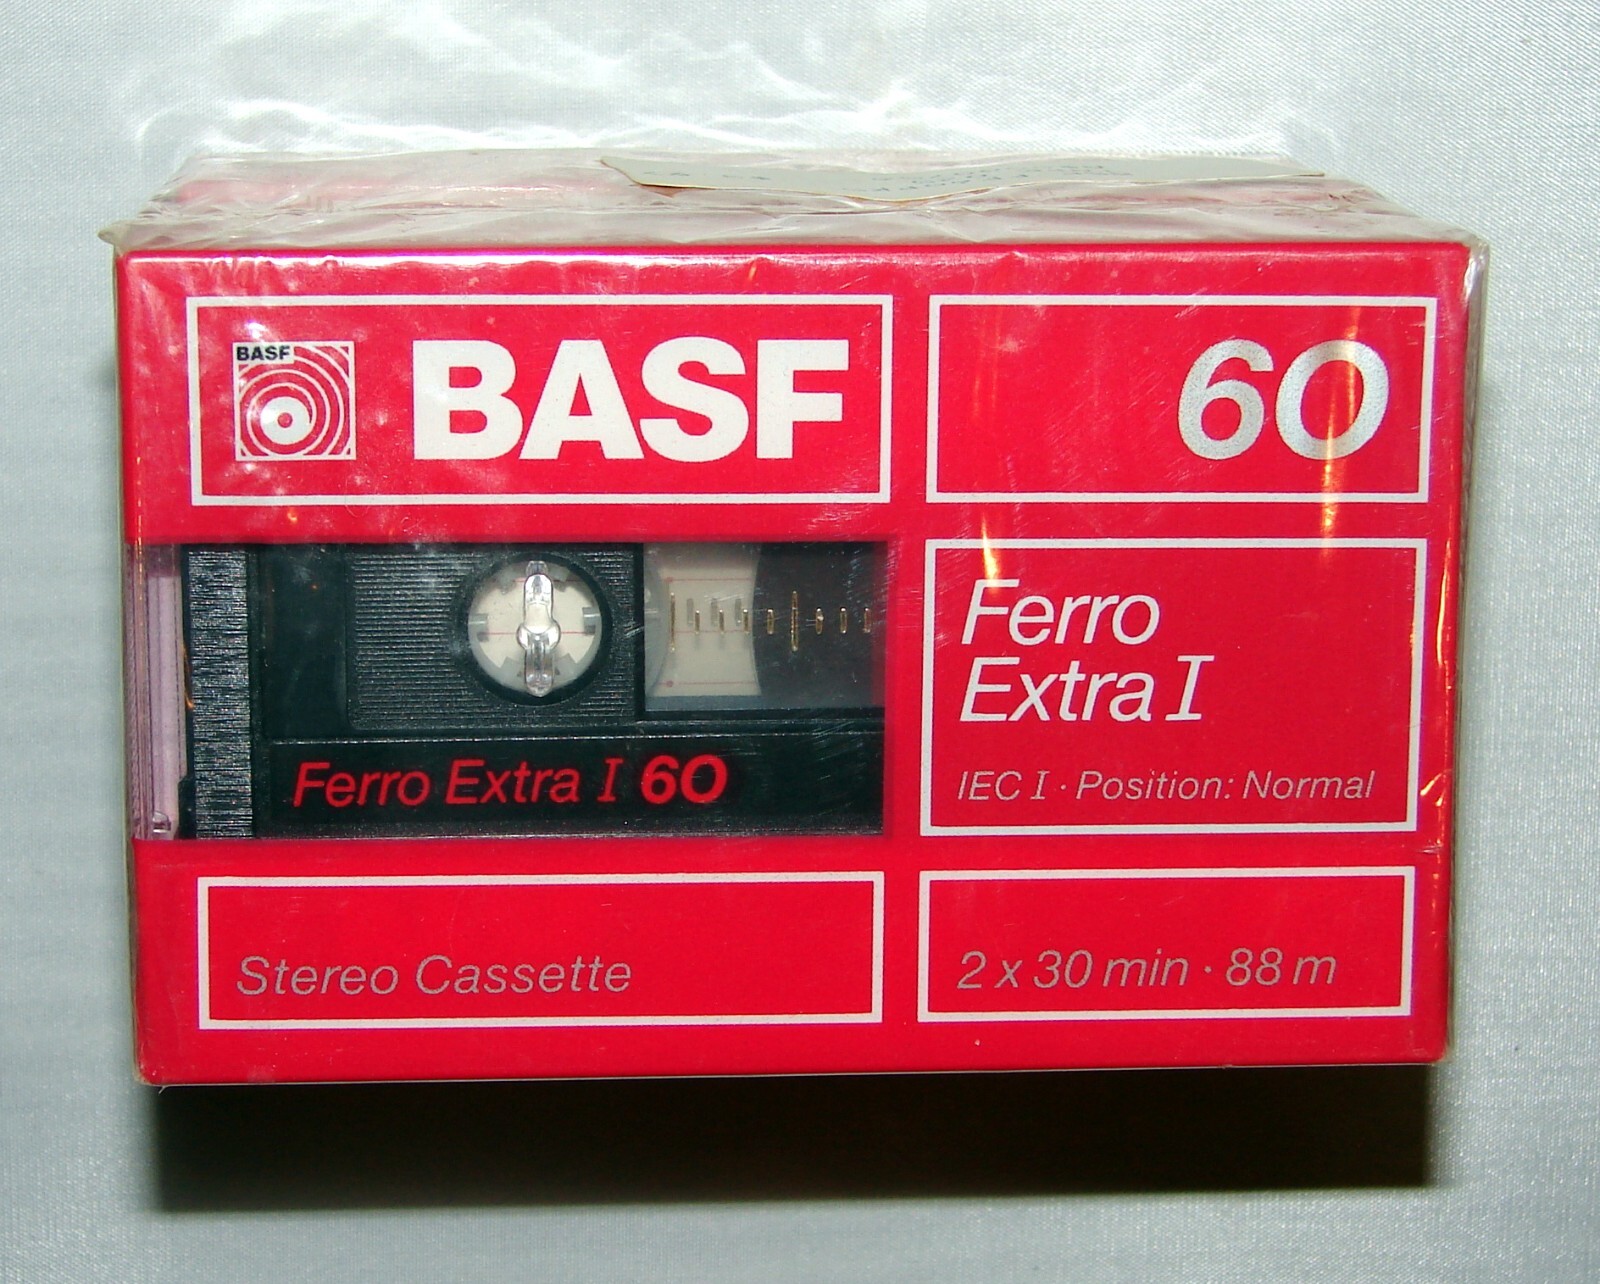 BASF
BASF
60
Ferro
Extra I
IEC I · Position: Normal
Ferro Extra I 60
Stereo Cassette
2 x 30 min · 88 m